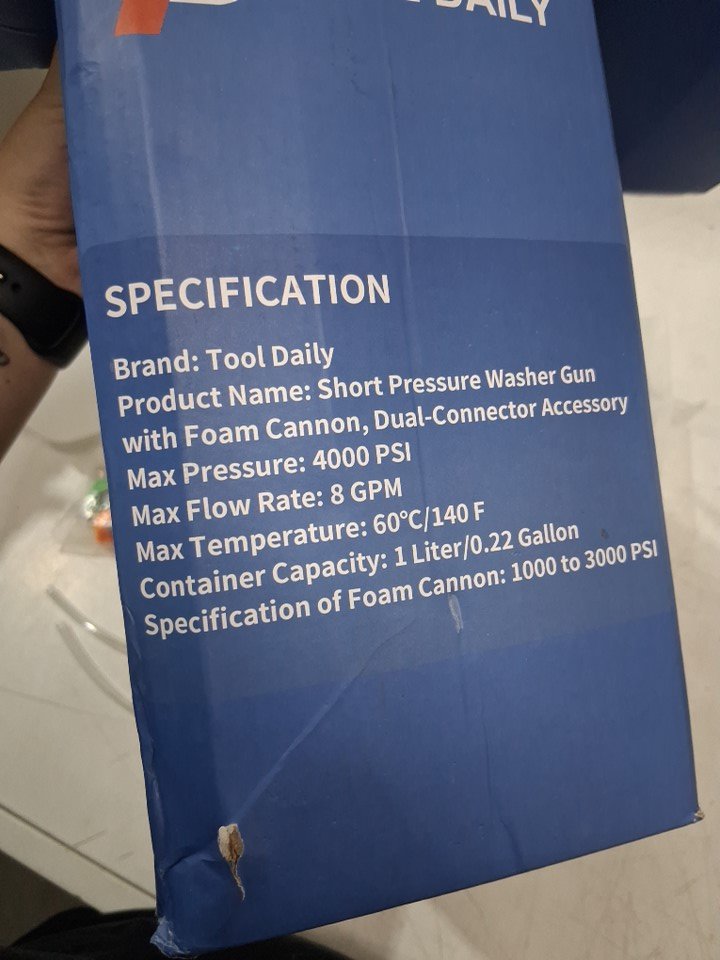 DAILY
SPECIFICATION
Brand: Tool Daily
Product Name: Short Pressure Washer Gun
with Foam Cannon, Dual-Connector Accessory
Max Pressure: 4000 PSI
Max Flow Rate: 8 GPM
Max Temperature: 60°C/140 F
Container Capacity: 1 Liter/0.22 Gallon
Specification of Foam Cannon: 1000 to 3000 PSI